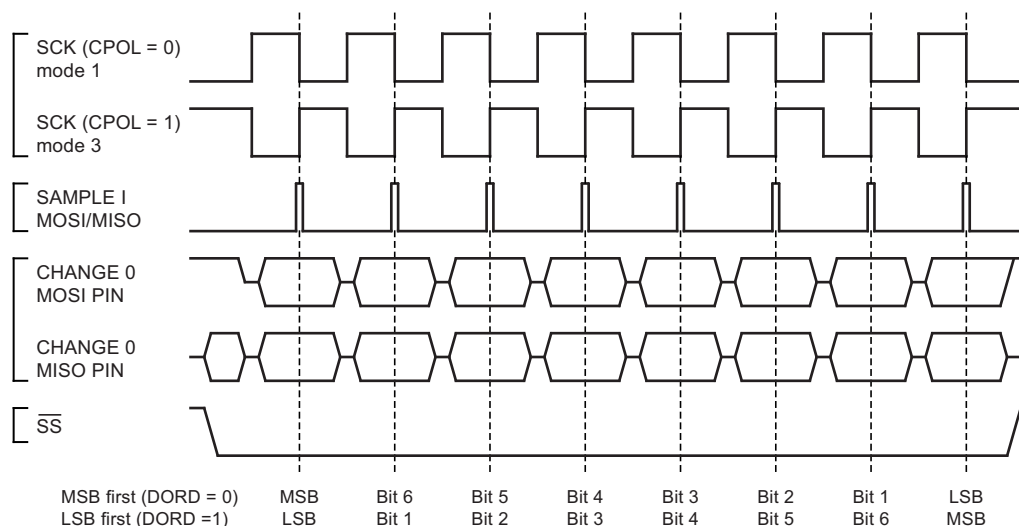 SCK (CPOL = 0)
mode 1
SCK (CPOL = 1)
mode 3
SAMPLE I
MOSI/MISO
CHANGE 0
MOSI PIN
CHANGE 0
MISO PIN
SS
MSB first (DORD = 0) MSB Bit 6 Bit 5 Bit 4 Bit 3 Bit 2 Bit 1 LSB
LSB first (DORD =1) LSB Bit 1 Bit 2 Bit 3 Bit 4 Bit 5 Bit 6 MSB